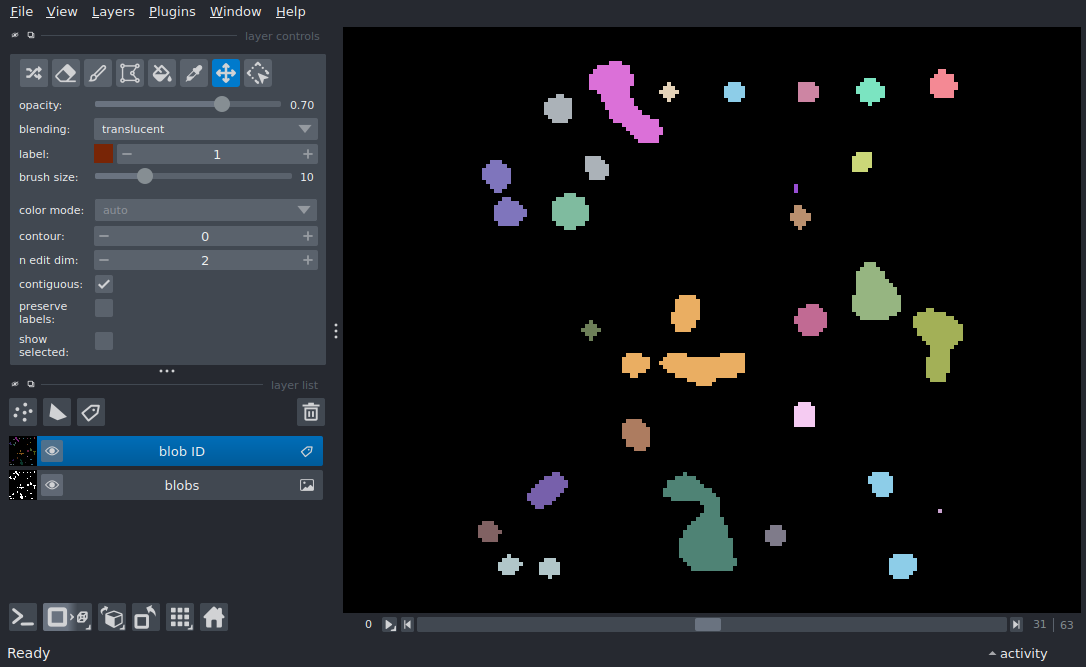 File View Layers Plugins Window Help
layer controls
opacity: 0.70
blending: translucent
label: 1
brush size: 10
color mode: auto
contour: 0
n edit dim: 2
contiguous:
preserve
labels:
show
selected:
layer list
blob ID
blobs
0 31 63
Ready activity